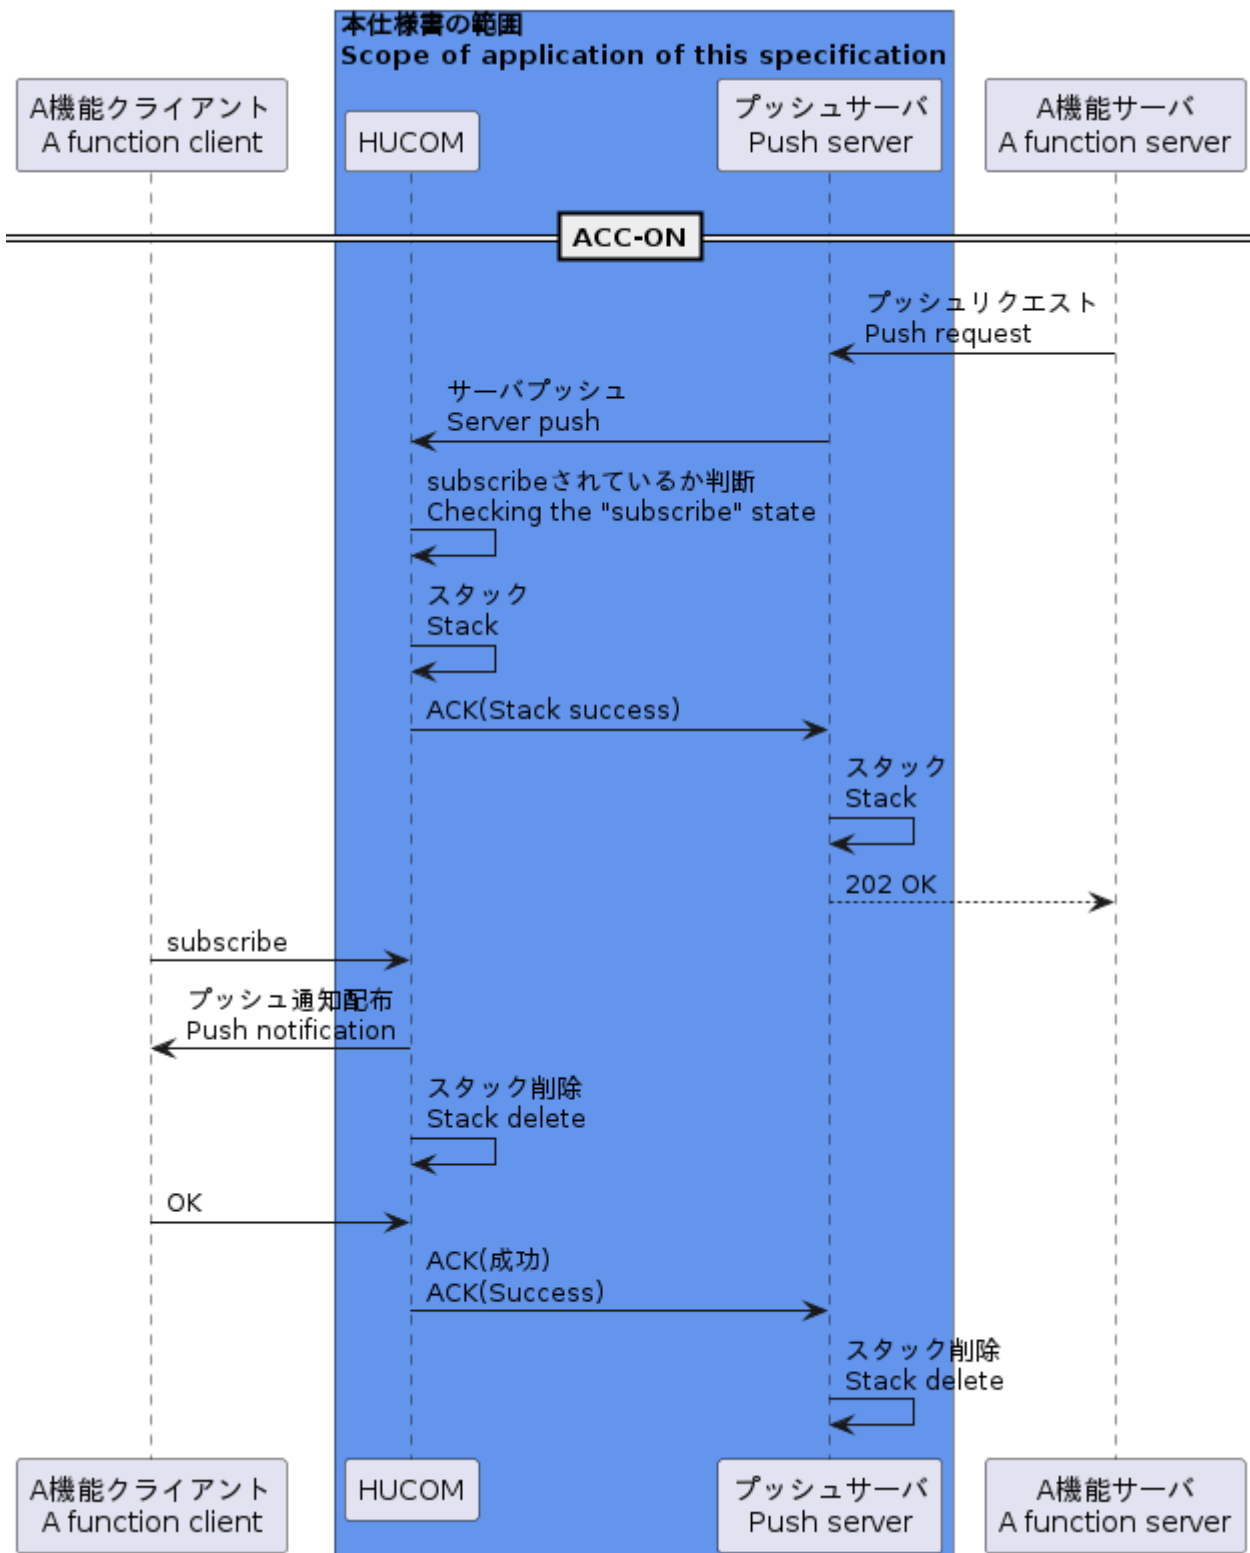 本仕様書の範囲
Scope of application of this specification
A機能クライアント
A function client
HUCOM
プッシュサーバ
Push server
A機能サーバ
A function server
ACC-ON
プッシュリクエスト
Push request
サーバプッシュ
Server push
subscribeされているか判断
Checking the "subscribe" state
スタック
Stack
ACK(Stack success)
スタック
Stack
202 OK
subscribe
プッシュ通知配布
Push notification
スタック削除
Stack delete
OK
ACK(成功)
ACK(Success)
スタック削除
Stack delete
A機能クライアント
A function client
HUCOM
プッシュサーバ
Push server
A機能サーバ
A function server